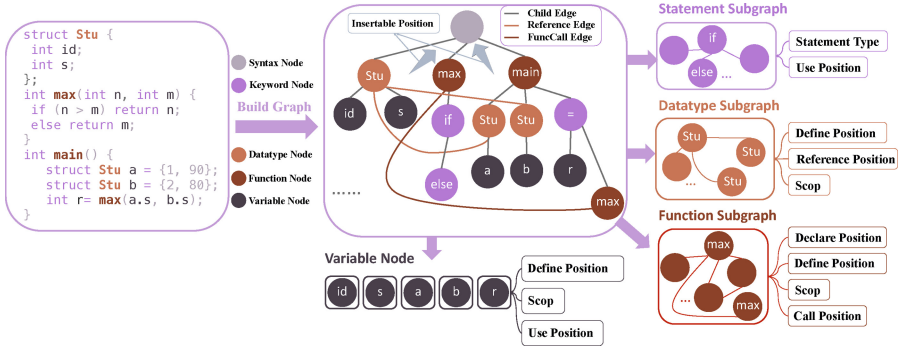 struct Stu {
int id;
int s;
};
int max(int n, int m) {
if (n > m) return n;
else return m;
}
int main() {
struct Stu a = {1, 90};
struct Stu b = {2, 80};
int r= max(a.s, b.s);
}
Syntax Node
Keyword Node
Build Graph
Datatype Node
Function Node
Variable Node
Insertable Position
Child Edge
Reference Edge
FuncCall Edge
Stu
max
main
id
s
if
Stu
Stu
=
else
a
b
r
max
......
Variable Node
id
s
a
b
r
Define Position
Scop
Use Position
Statement Subgraph
if
else
...
Statement Type
Use Position
Datatype Subgraph
Stu
Stu
Stu
...
Define Position
Reference Position
Scop
Function Subgraph
max
...
max
Declare Position
Define Position
Scop
Call Position